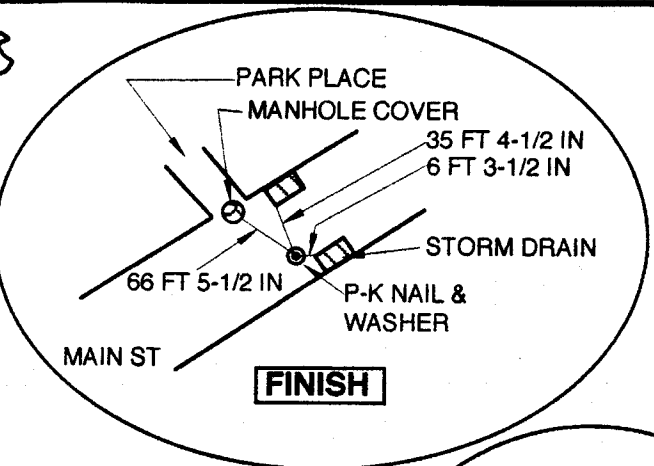 PARK PLACE
MANHOLE COVER
35 FT 4-1/2 IN
6 FT 3-1/2 IN
STORM DRAIN
66 FT 5-1/2 IN
P-K NAIL &
WASHER
MAIN ST
FINISH